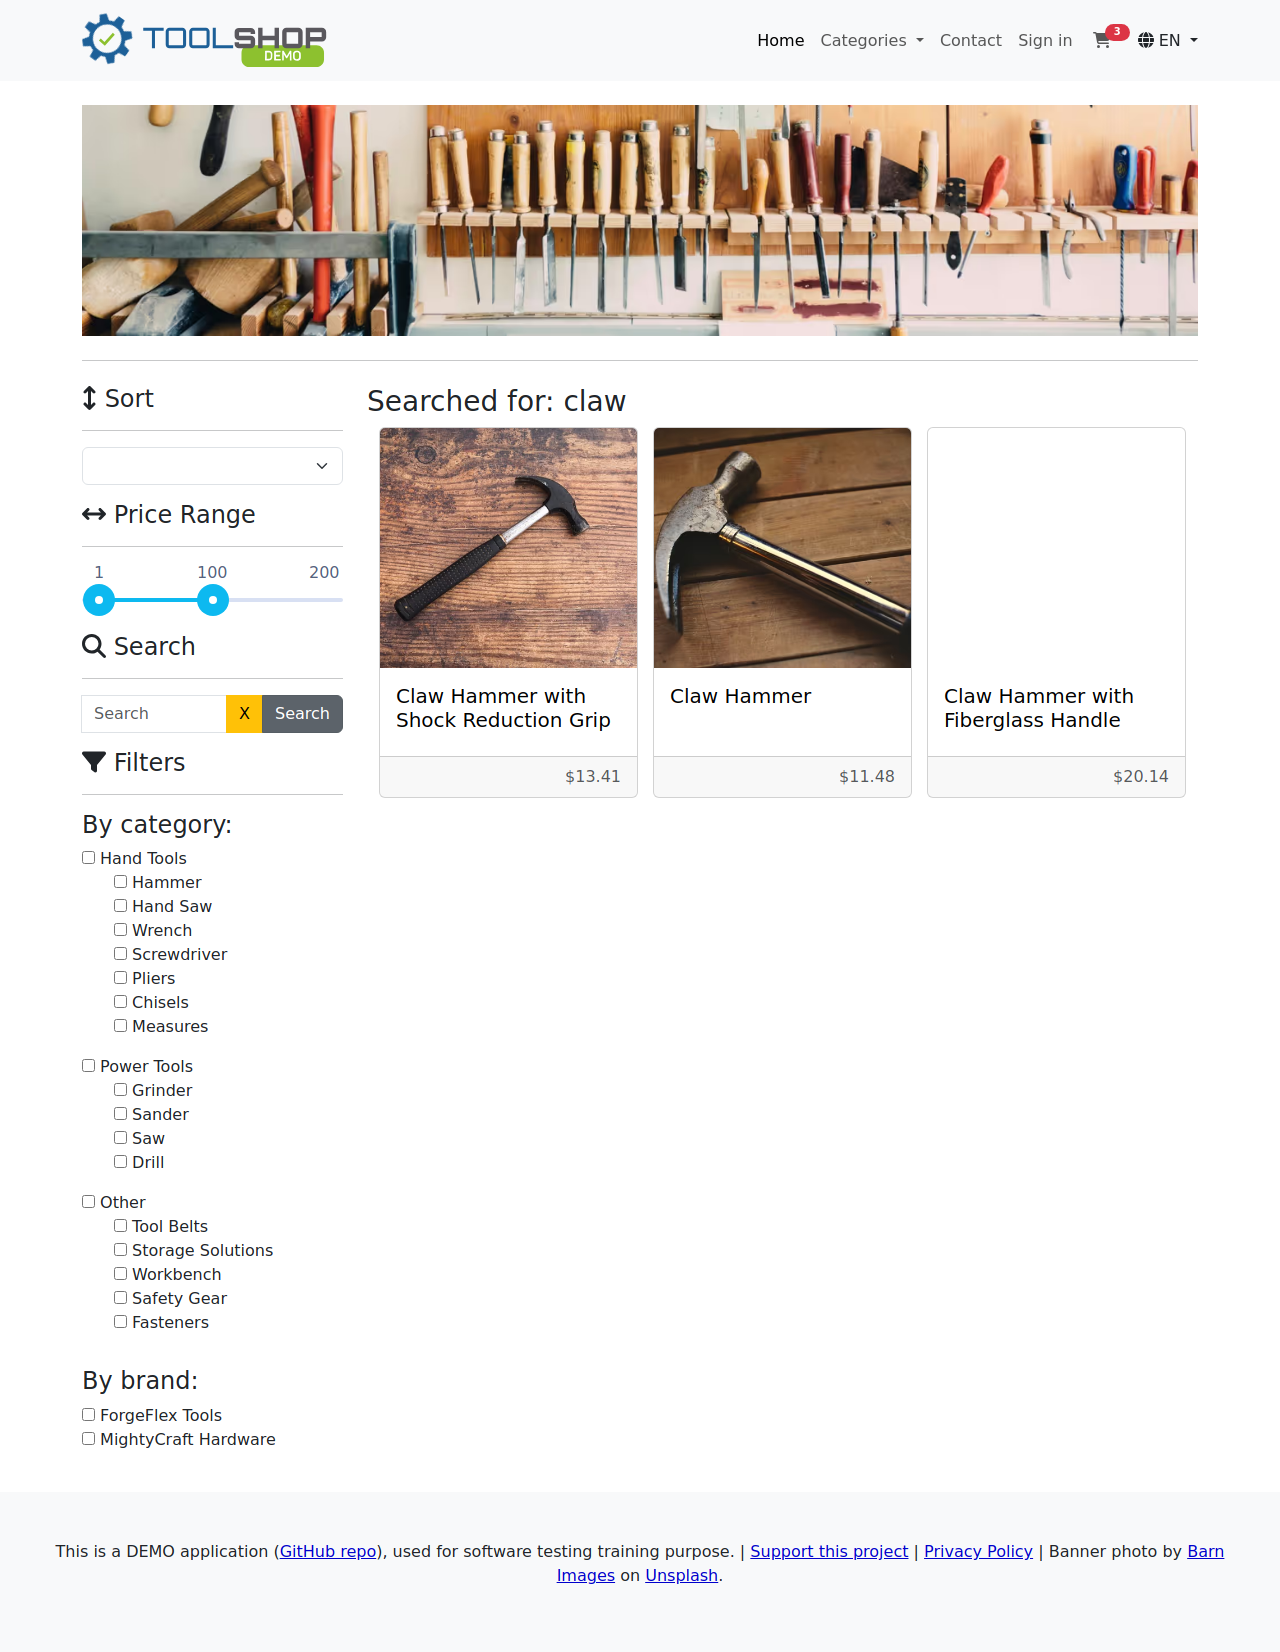 TOOLSHOP
DEMO
Home Categories Contact Sign in 3 EN
Sort
Searched for: claw
Price Range
1 100 200
Search
Search X Search
Claw Hammer with
Shock Reduction Grip
$13.41
Claw Hammer
$11.48
Claw Hammer with
Fiberglass Handle
$20.14
Filters
By category:
Hand Tools
Hammer
Hand Saw
Wrench
Screwdriver
Pliers
Chisels
Measures
Power Tools
Grinder
Sander
Saw
Drill
Other
Tool Belts
Storage Solutions
Workbench
Safety Gear
Fasteners
By brand:
ForgeFlex Tools
MightyCraft Hardware
This is a DEMO application (GitHub repo), used for software testing training purpose. | Support this project | Privacy Policy | Banner photo by Barn
Images on Unsplash.